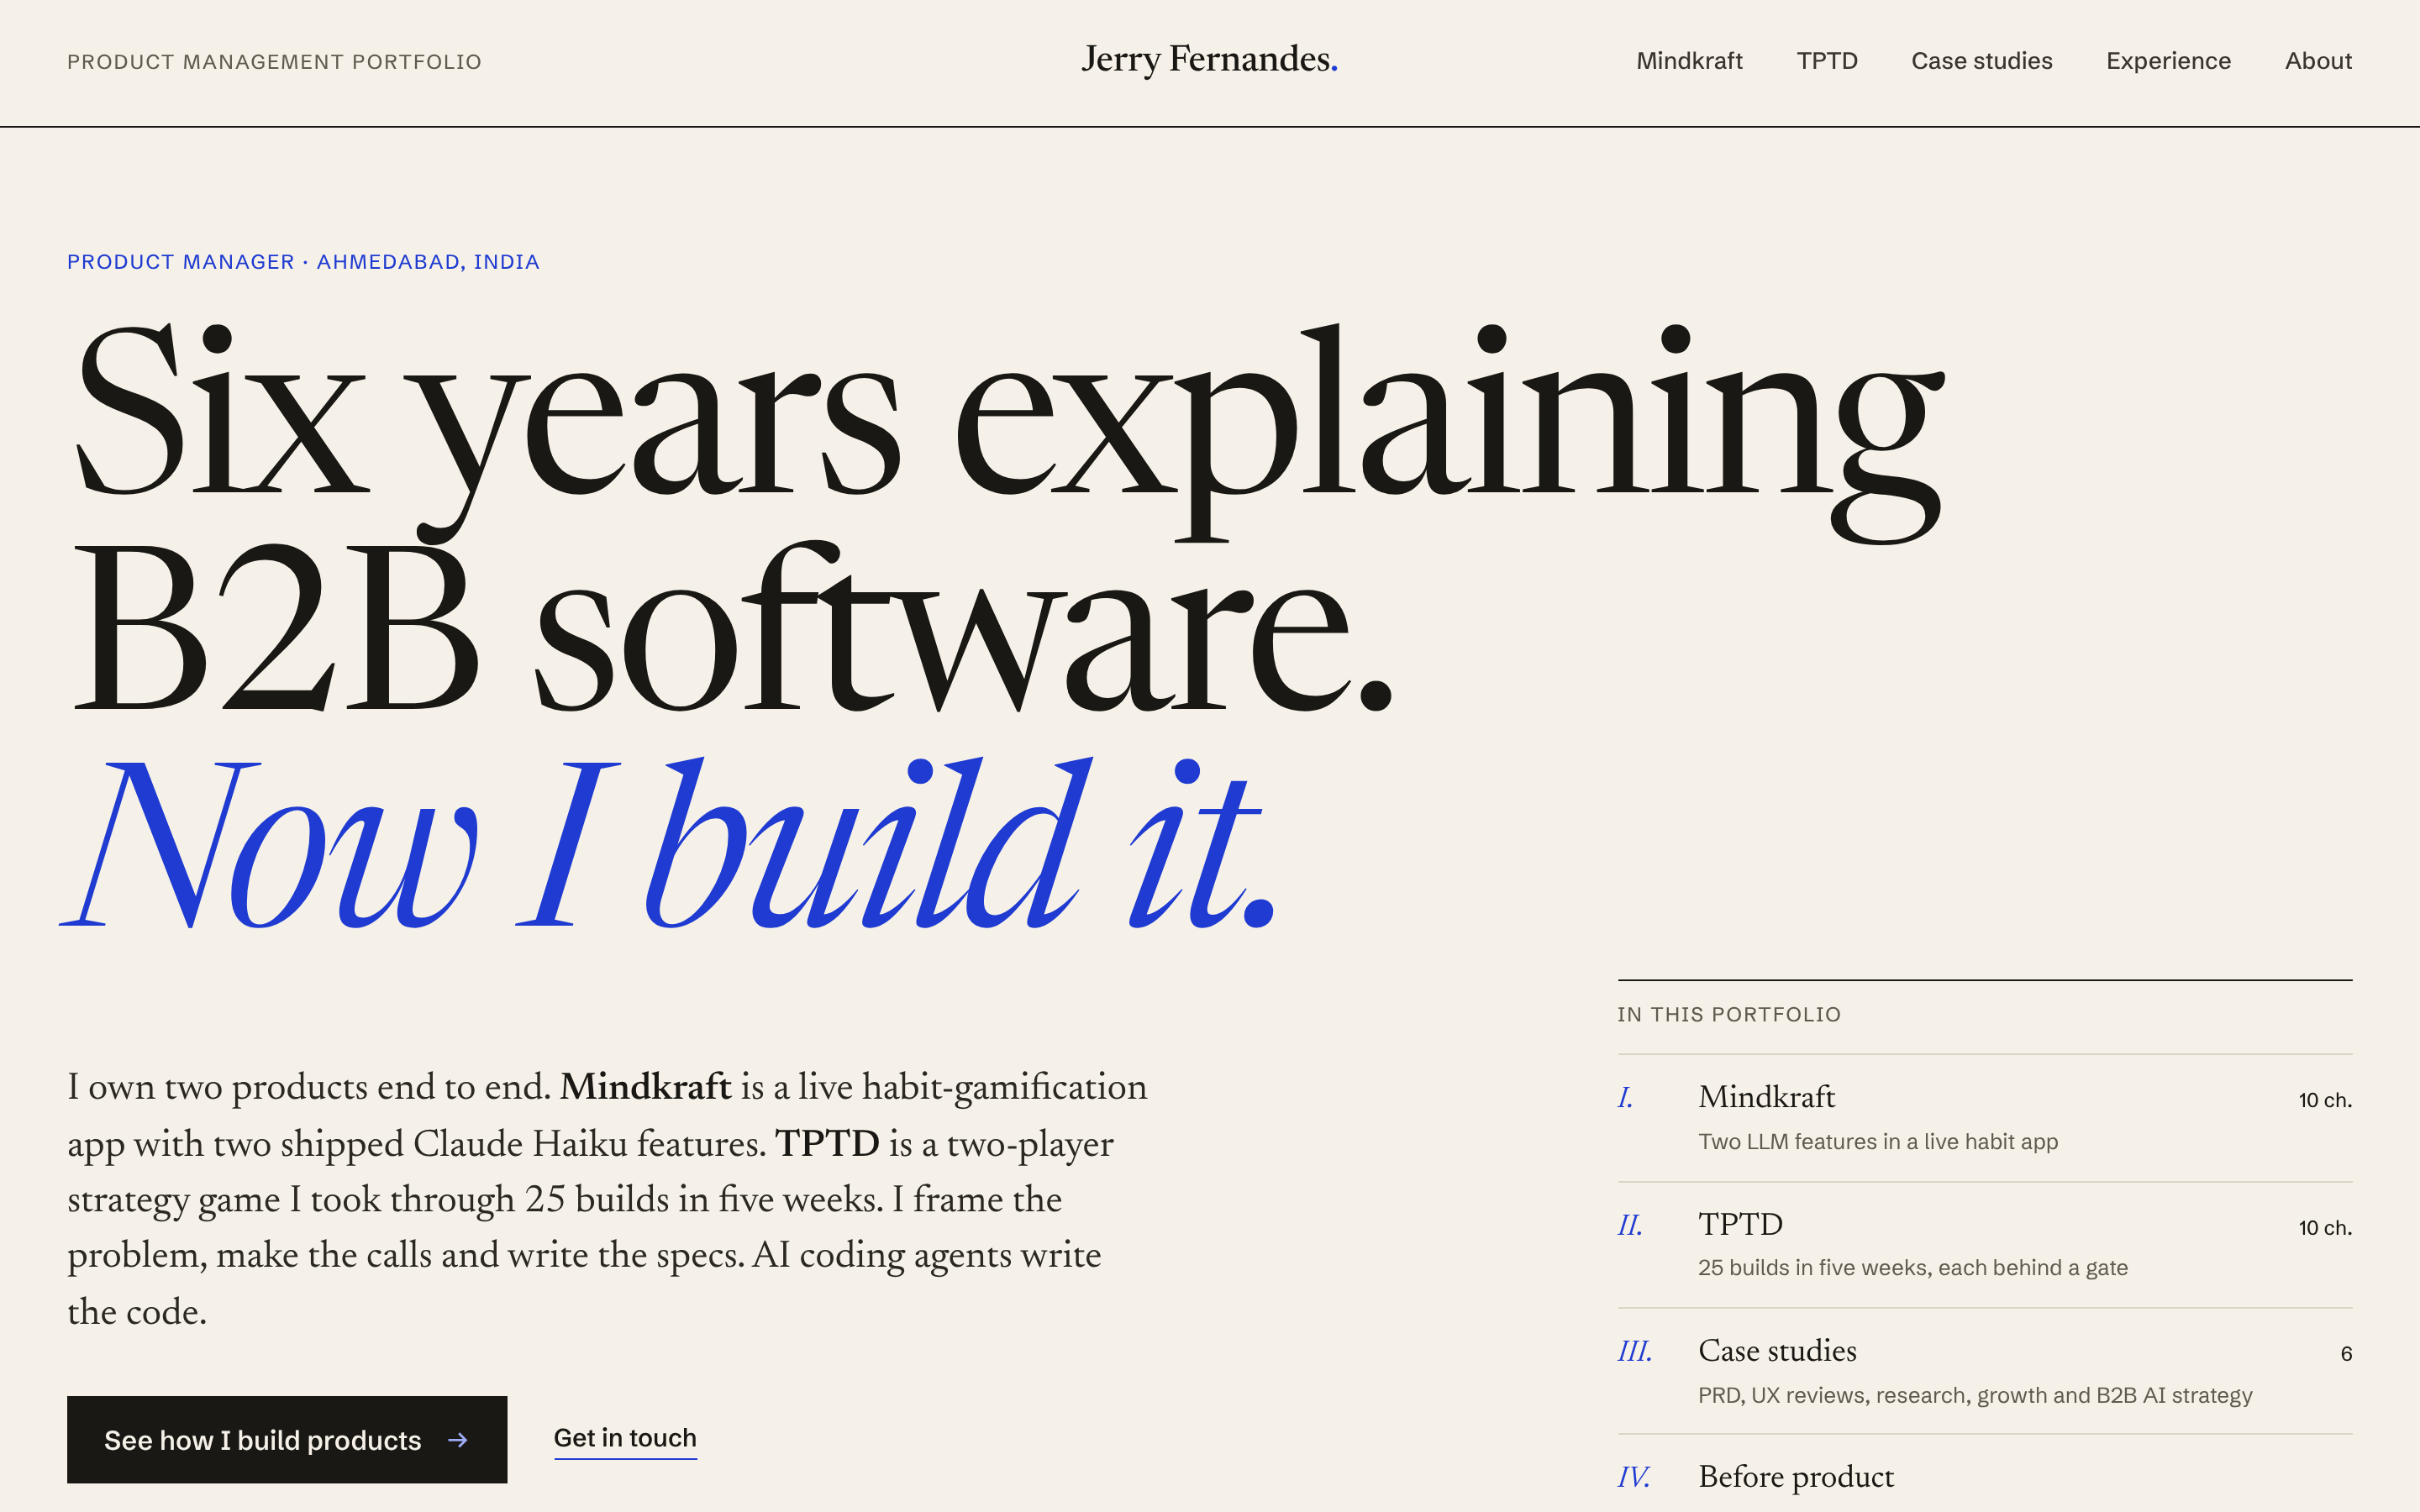 PRODUCT MANAGEMENT PORTFOLIO
Jerry Fernandes.
Mindkraft
TPTD
Case studies
Experience
About
PRODUCT MANAGER · AHMEDABAD, INDIA
Six years explaining
B2B software.
Now I build it.
I own two products end to end. Mindkraft is a live habit-gamification
app with two shipped Claude Haiku features. TPTD is a two-player
strategy game I took through 25 builds in five weeks. I frame the
problem, make the calls and write the specs. AI coding agents write
the code.
See how I build products →
Get in touch
IN THIS PORTFOLIO
I. Mindkraft 10 ch.
Two LLM features in a live habit app
II. TPTD 10 ch.
25 builds in five weeks, each behind a gate
III. Case studies 6
PRD, UX reviews, research, growth and B2B AI strategy
IV. Before product